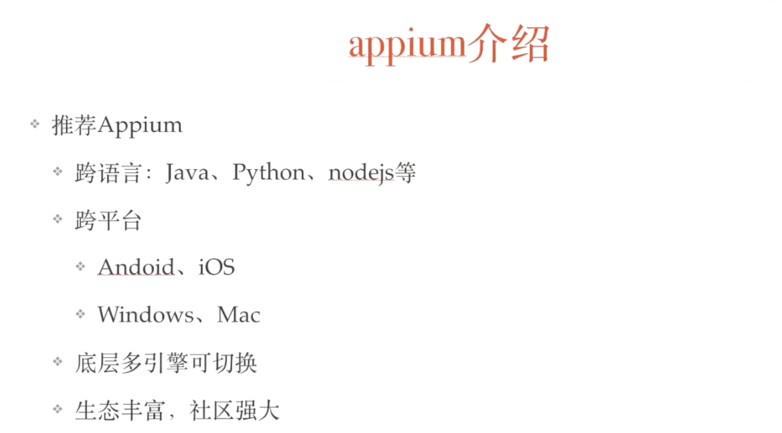 appium介绍
推荐Appium
跨语言：Java、Python、nodejs等
跨平台
Andoid、iOS
Windows、Mac
底层多引擎可切换
生态丰富，社区强大